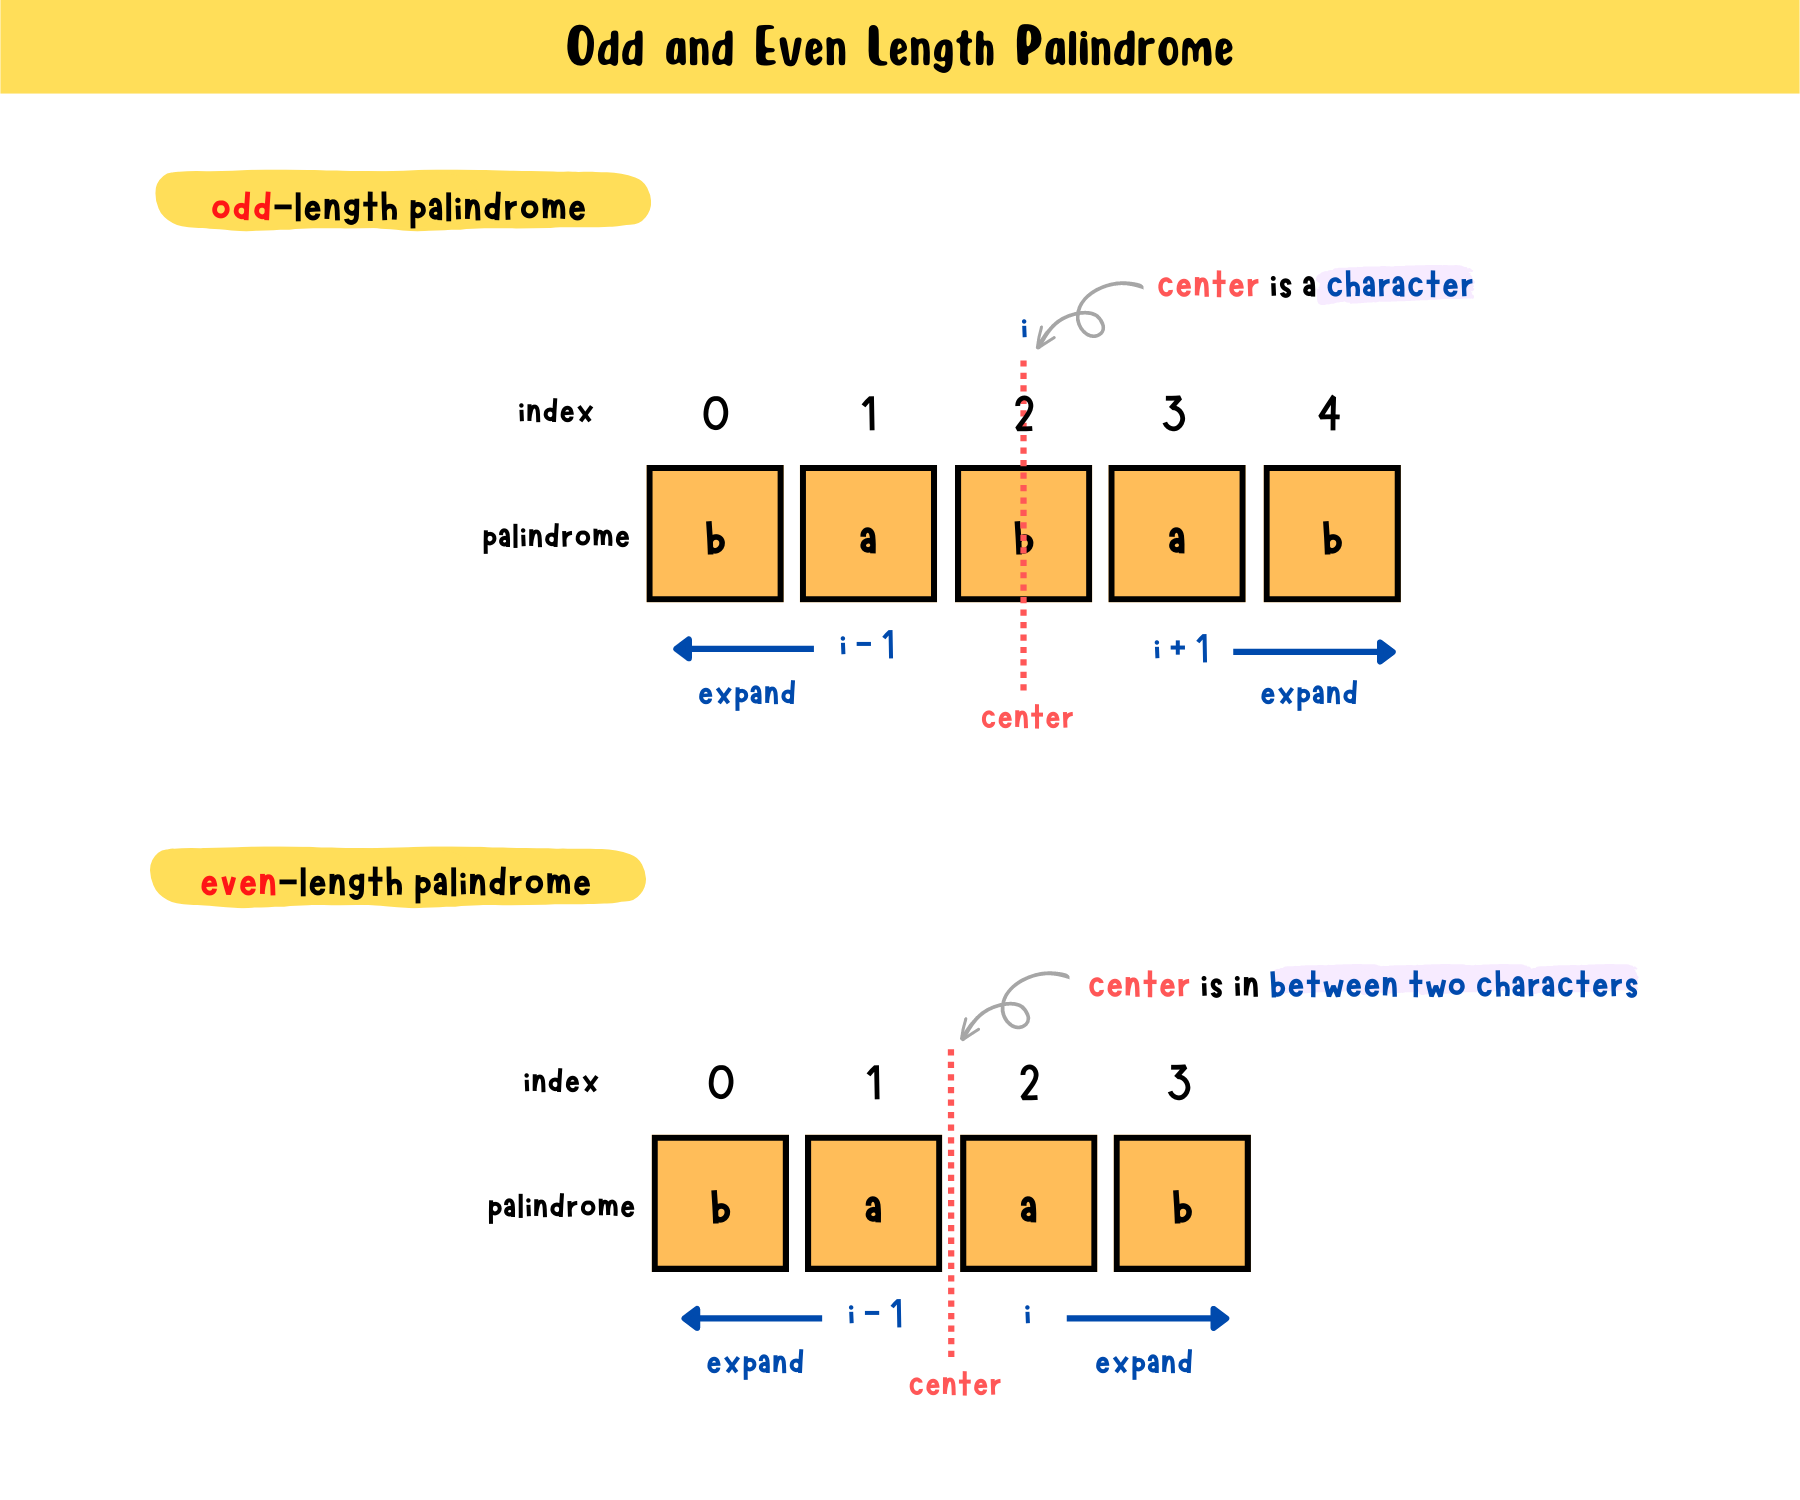 Odd and Even Length Palindrome
odd-length palindrome
center is a character
i
index 0 1 2 3 4
palindrome b a b a b
i - 1 i + 1
expand expand
center
even-length palindrome
center is in between two characters
index 0 1 2 3
palindrome b a a b
i - 1 i
expand expand
center